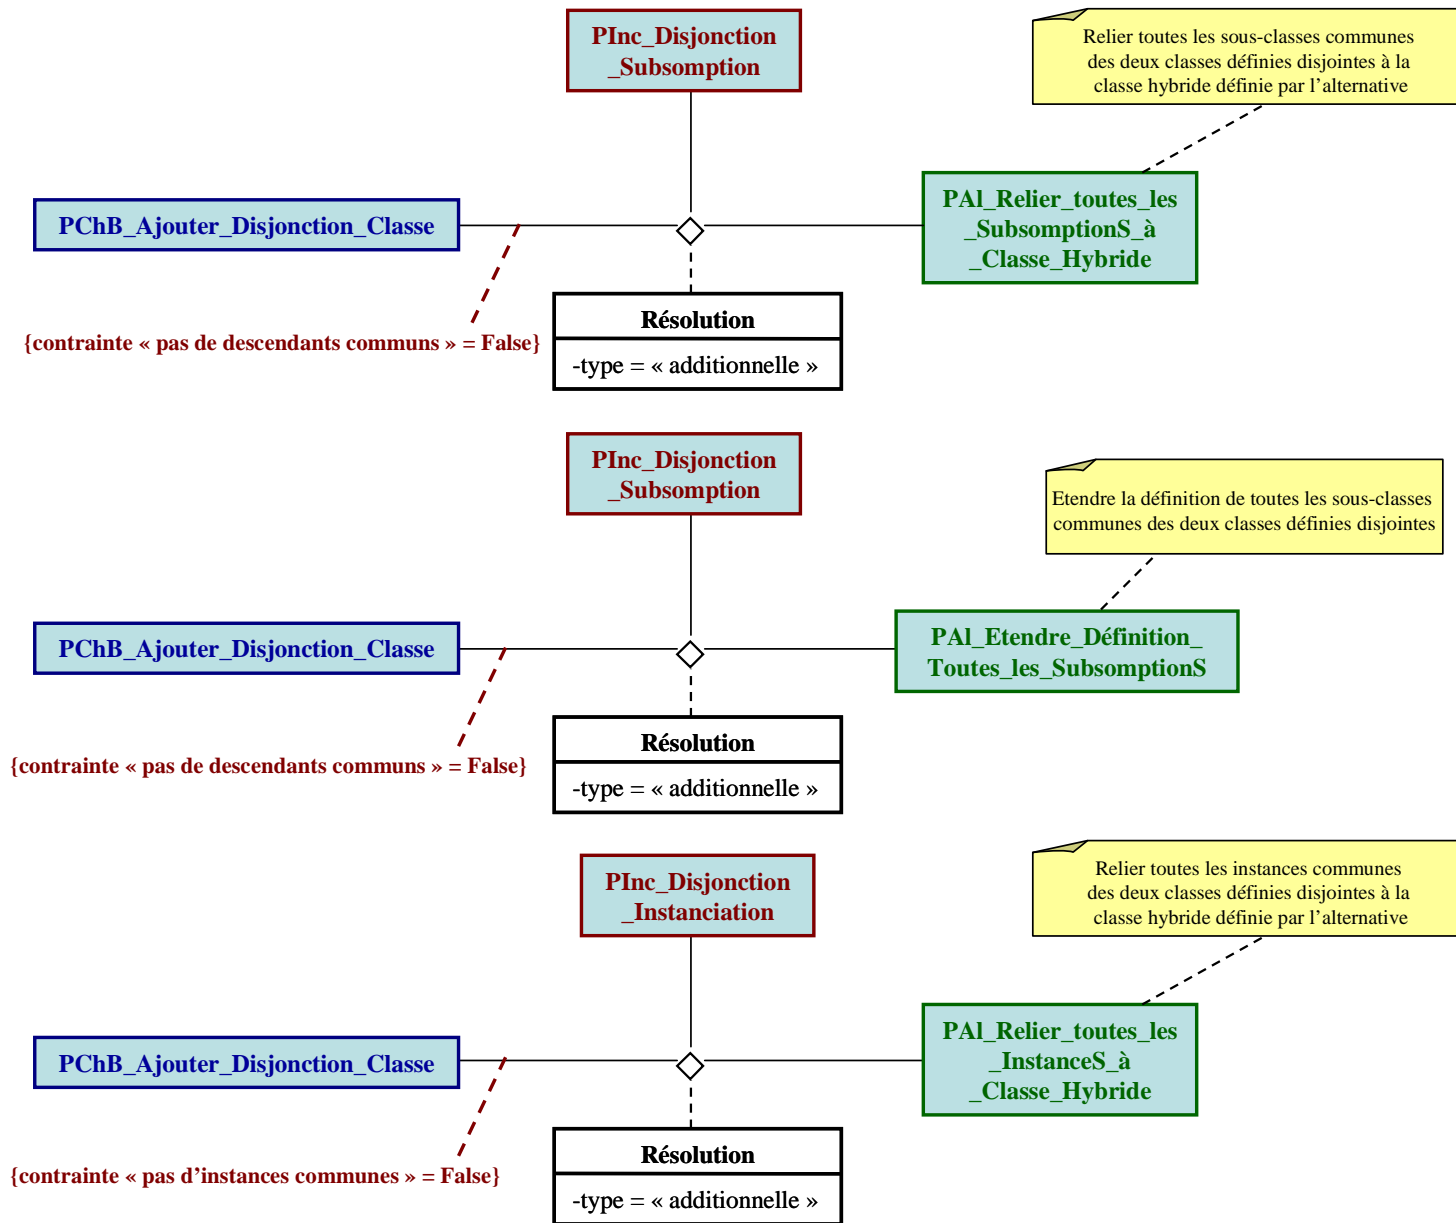 PInc_Disjonction
_Subsomption
Relier toutes les sous-classes communes
des deux classes définies disjointes à la
classe hybride définie par l'alternative
PChB_Ajouter_Disjonction_Classe
PAl_Relier_toutes_les
_SubsomptionS_à
_Classe_Hybride
{contrainte « pas de descendants communs » = False}
Résolution
-type = « additionnelle »
PInc_Disjonction
_Subsomption
Etendre la définition de toutes les sous-classes
communes des deux classes définies disjointes
PChB_Ajouter_Disjonction_Classe
PAl_Etendre_Définition_
Toutes_les_SubsomptionS
{contrainte « pas de descendants communs » = False}
Résolution
-type = « additionnelle »
PInc_Disjonction
_Instanciation
Relier toutes les instances communes
des deux classes définies disjointes à la
classe hybride définie par l'alternative
PChB_Ajouter_Disjonction_Classe
PAl_Relier_toutes_les
_InstanceS_à
_Classe_Hybride
{contrainte « pas d'instances communes » = False}
Résolution
-type = « additionnelle »